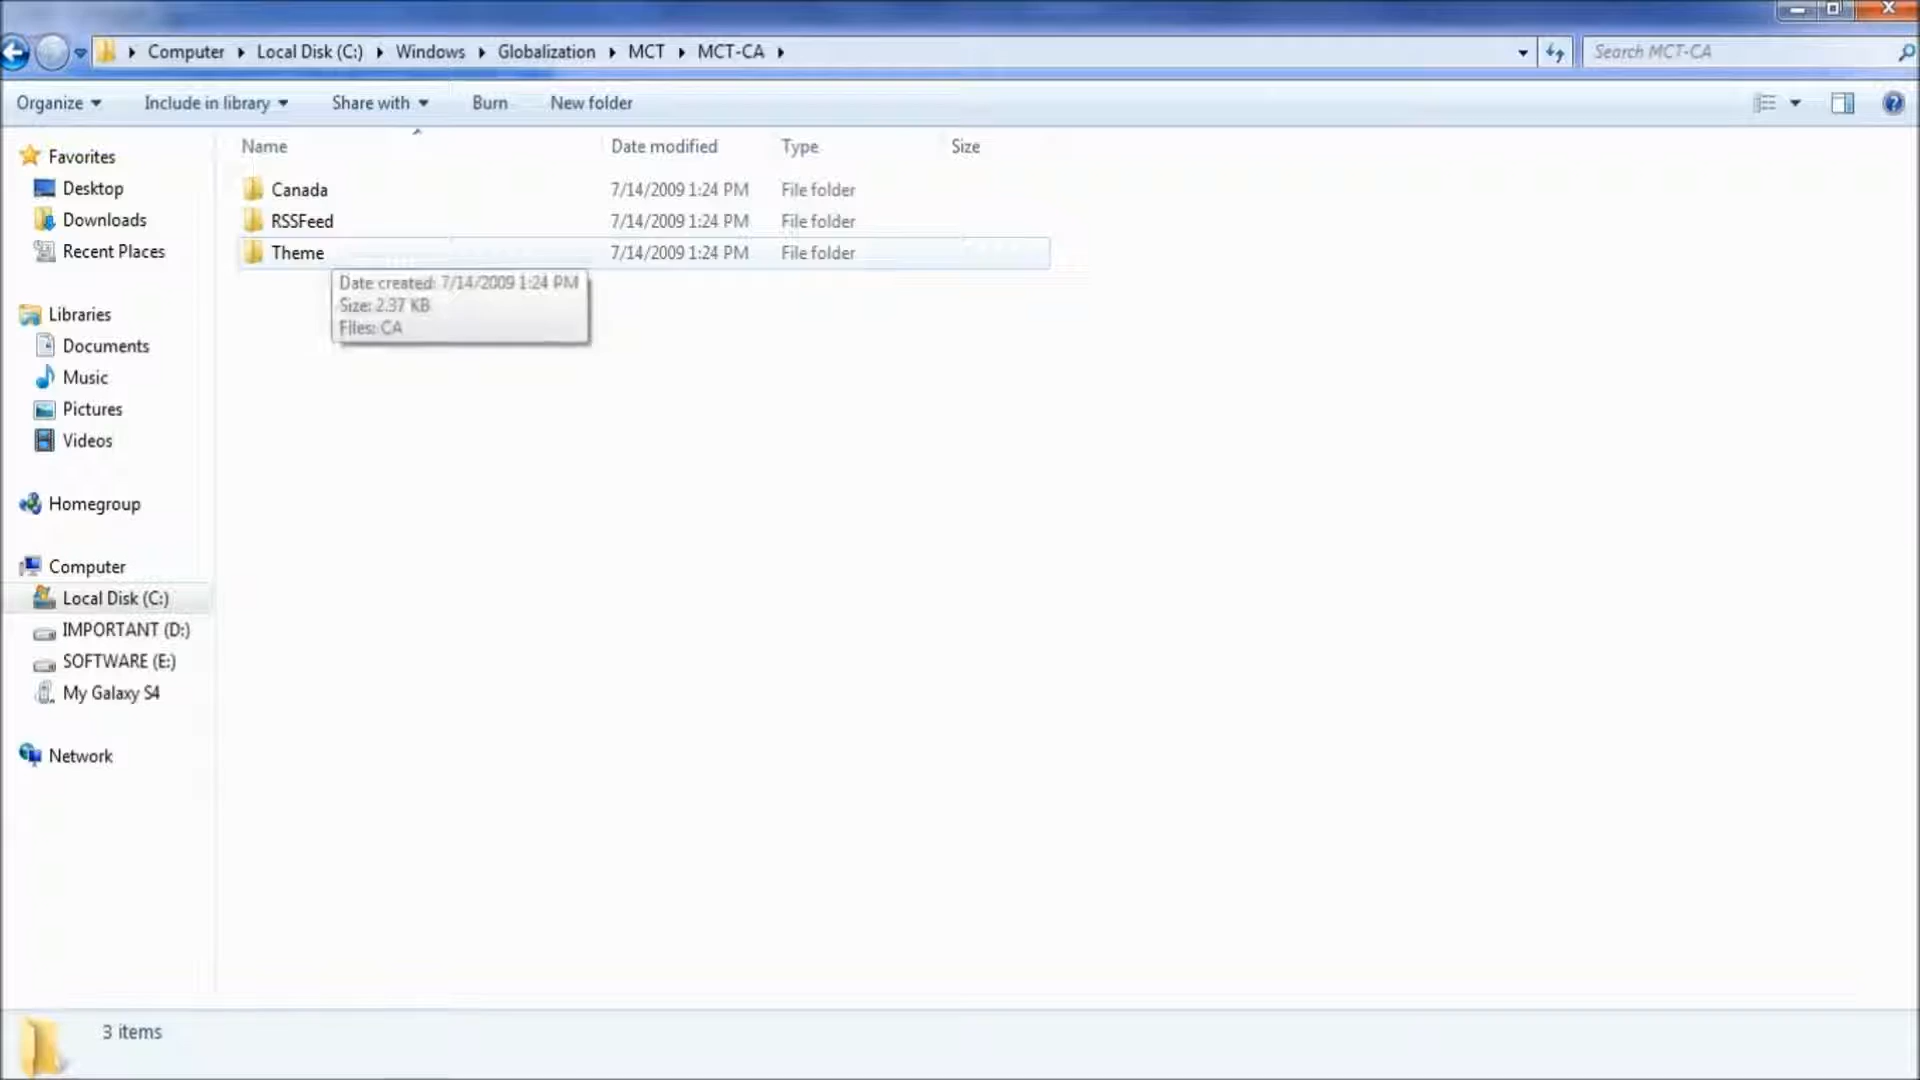 Computer Local Disk (C:) Windows Globalization MCT MCT-CA
Search MCT-CA
Organize Include in library Share with Burn New folder
Name Date modified Type Size
Canada 7/14/2009 1:24 PM File folder
RSSFeed 7/14/2009 1:24 PM File folder
Theme 7/14/2009 1:24 PM File folder
Date created: 7/14/2009 1:24 PM
Size: 2.37 KB
Files: CA
Favorites
Desktop
Downloads
Recent Places
Libraries
Documents
Music
Pictures
Videos
Homegroup
Computer
Local Disk (C:)
IMPORTANT (D:)
SOFTWARE (E:)
My Galaxy S4
Network
3 items